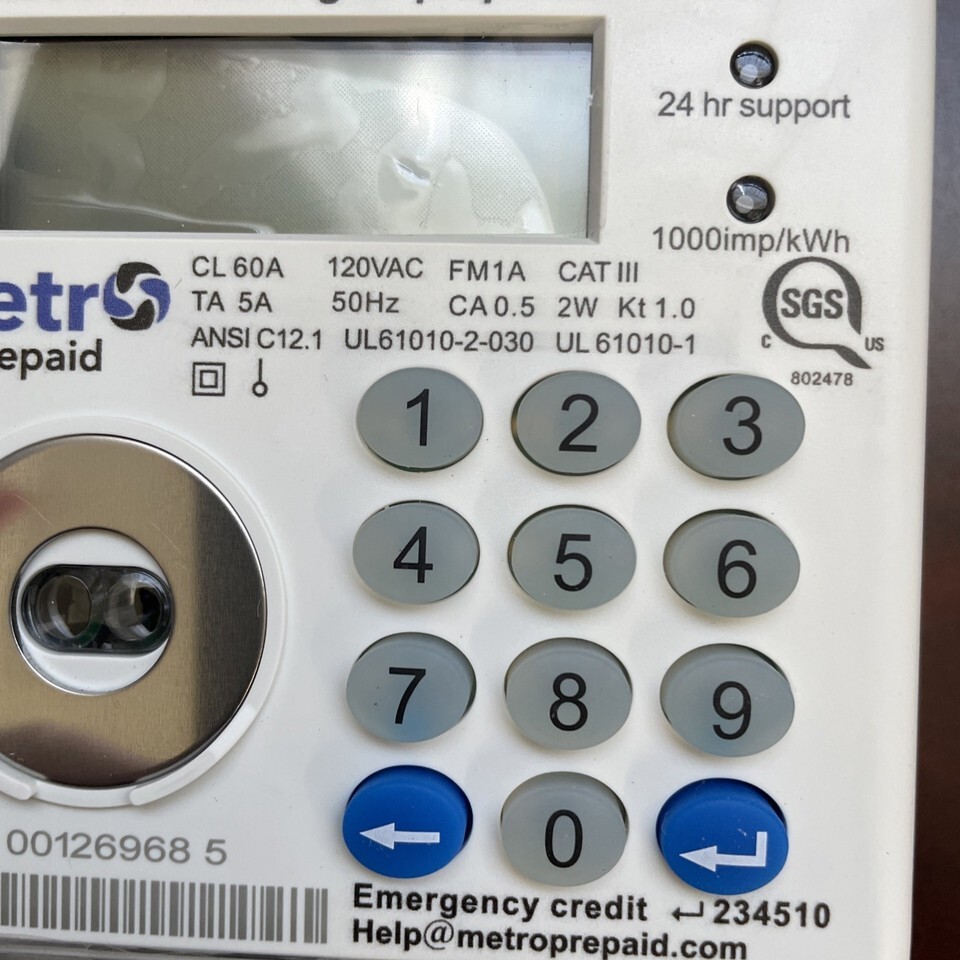 24 hr support
1000imp/kWh
etro
CL 60A 120VAC FM1A CAT III
TA 5A 50Hz CA 0.5 2W Kt 1.0
ANSI C12.1 UL61010-2-030 UL 61010-1
epaid
SGS
C US
802478
1 2 3
4 5 6
7 8 9
← 0 ↵
00126968 5
Emergency credit ↵ 234510
Help@metroprepaid.com